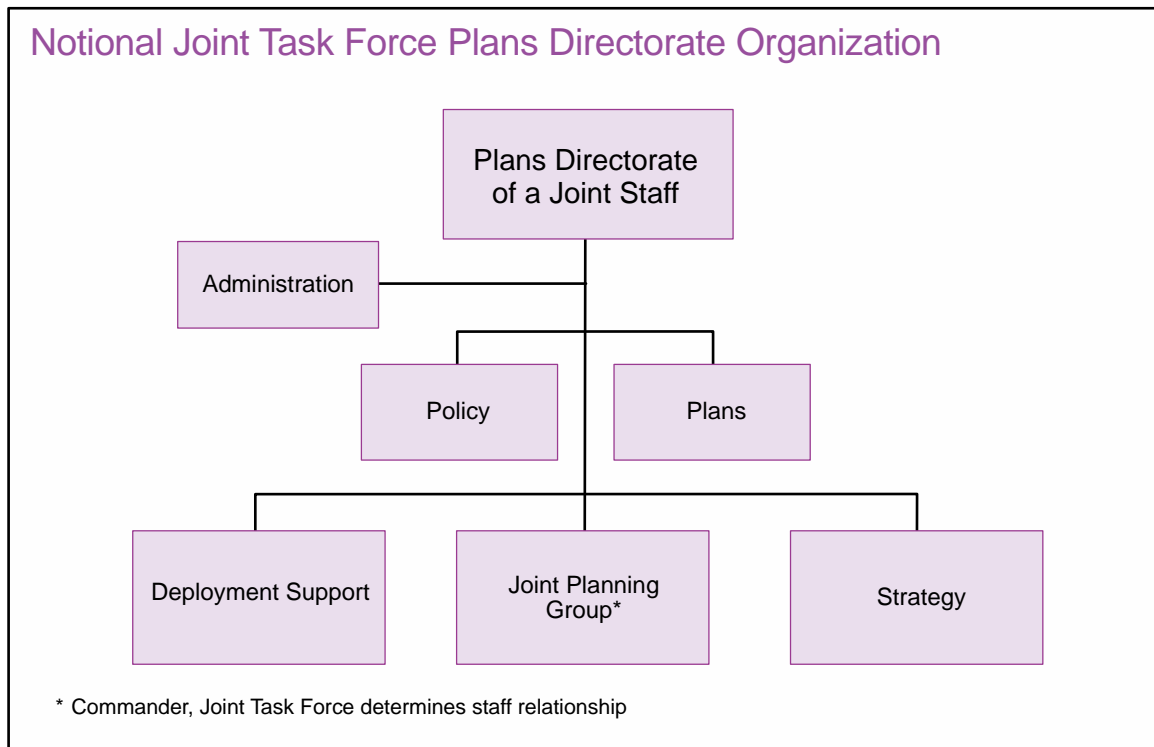 Notional Joint Task Force Plans Directorate Organization
Plans Directorate
of a Joint Staff
Administration
Policy
Plans
Deployment Support
Joint Planning
Group*
Strategy
* Commander, Joint Task Force determines staff relationship